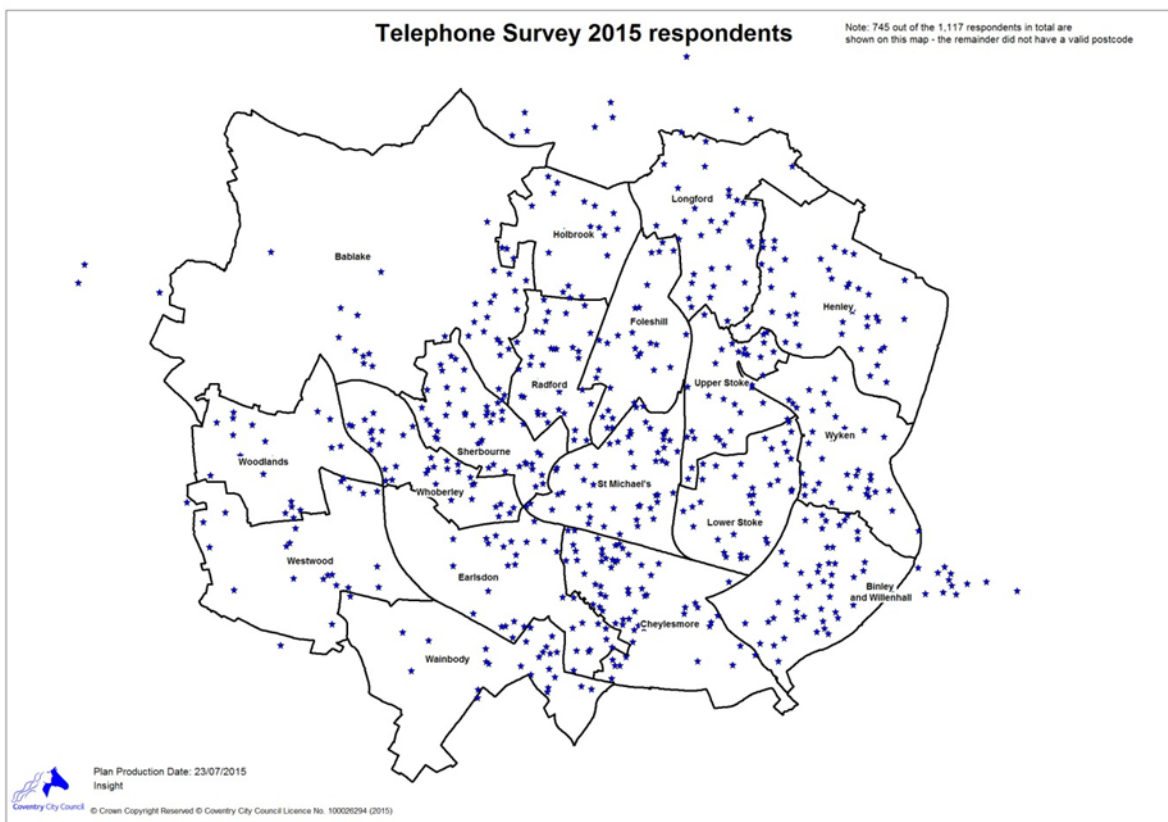 Telephone Survey 2015 respondents
Note: 745 out of the 1,117 respondents in total are
shown on this map - the remainder did not have a valid postcode
Longford
Holbrook
Bablake
Henley
Foleshill
Radford
Upper Stoke
Wyken
Sherbourne
Woodlands
St Michael's
Whoberley
Lower Stoke
Westwood
Earlsdon
Binley
and Willenhall
Cheylesmore
Wainbody
Plan Production Date: 23/07/2015
Insight
Coventry City Council
© Crown Copyright Reserved © Coventry City Council Licence No. 100026294 (2015)